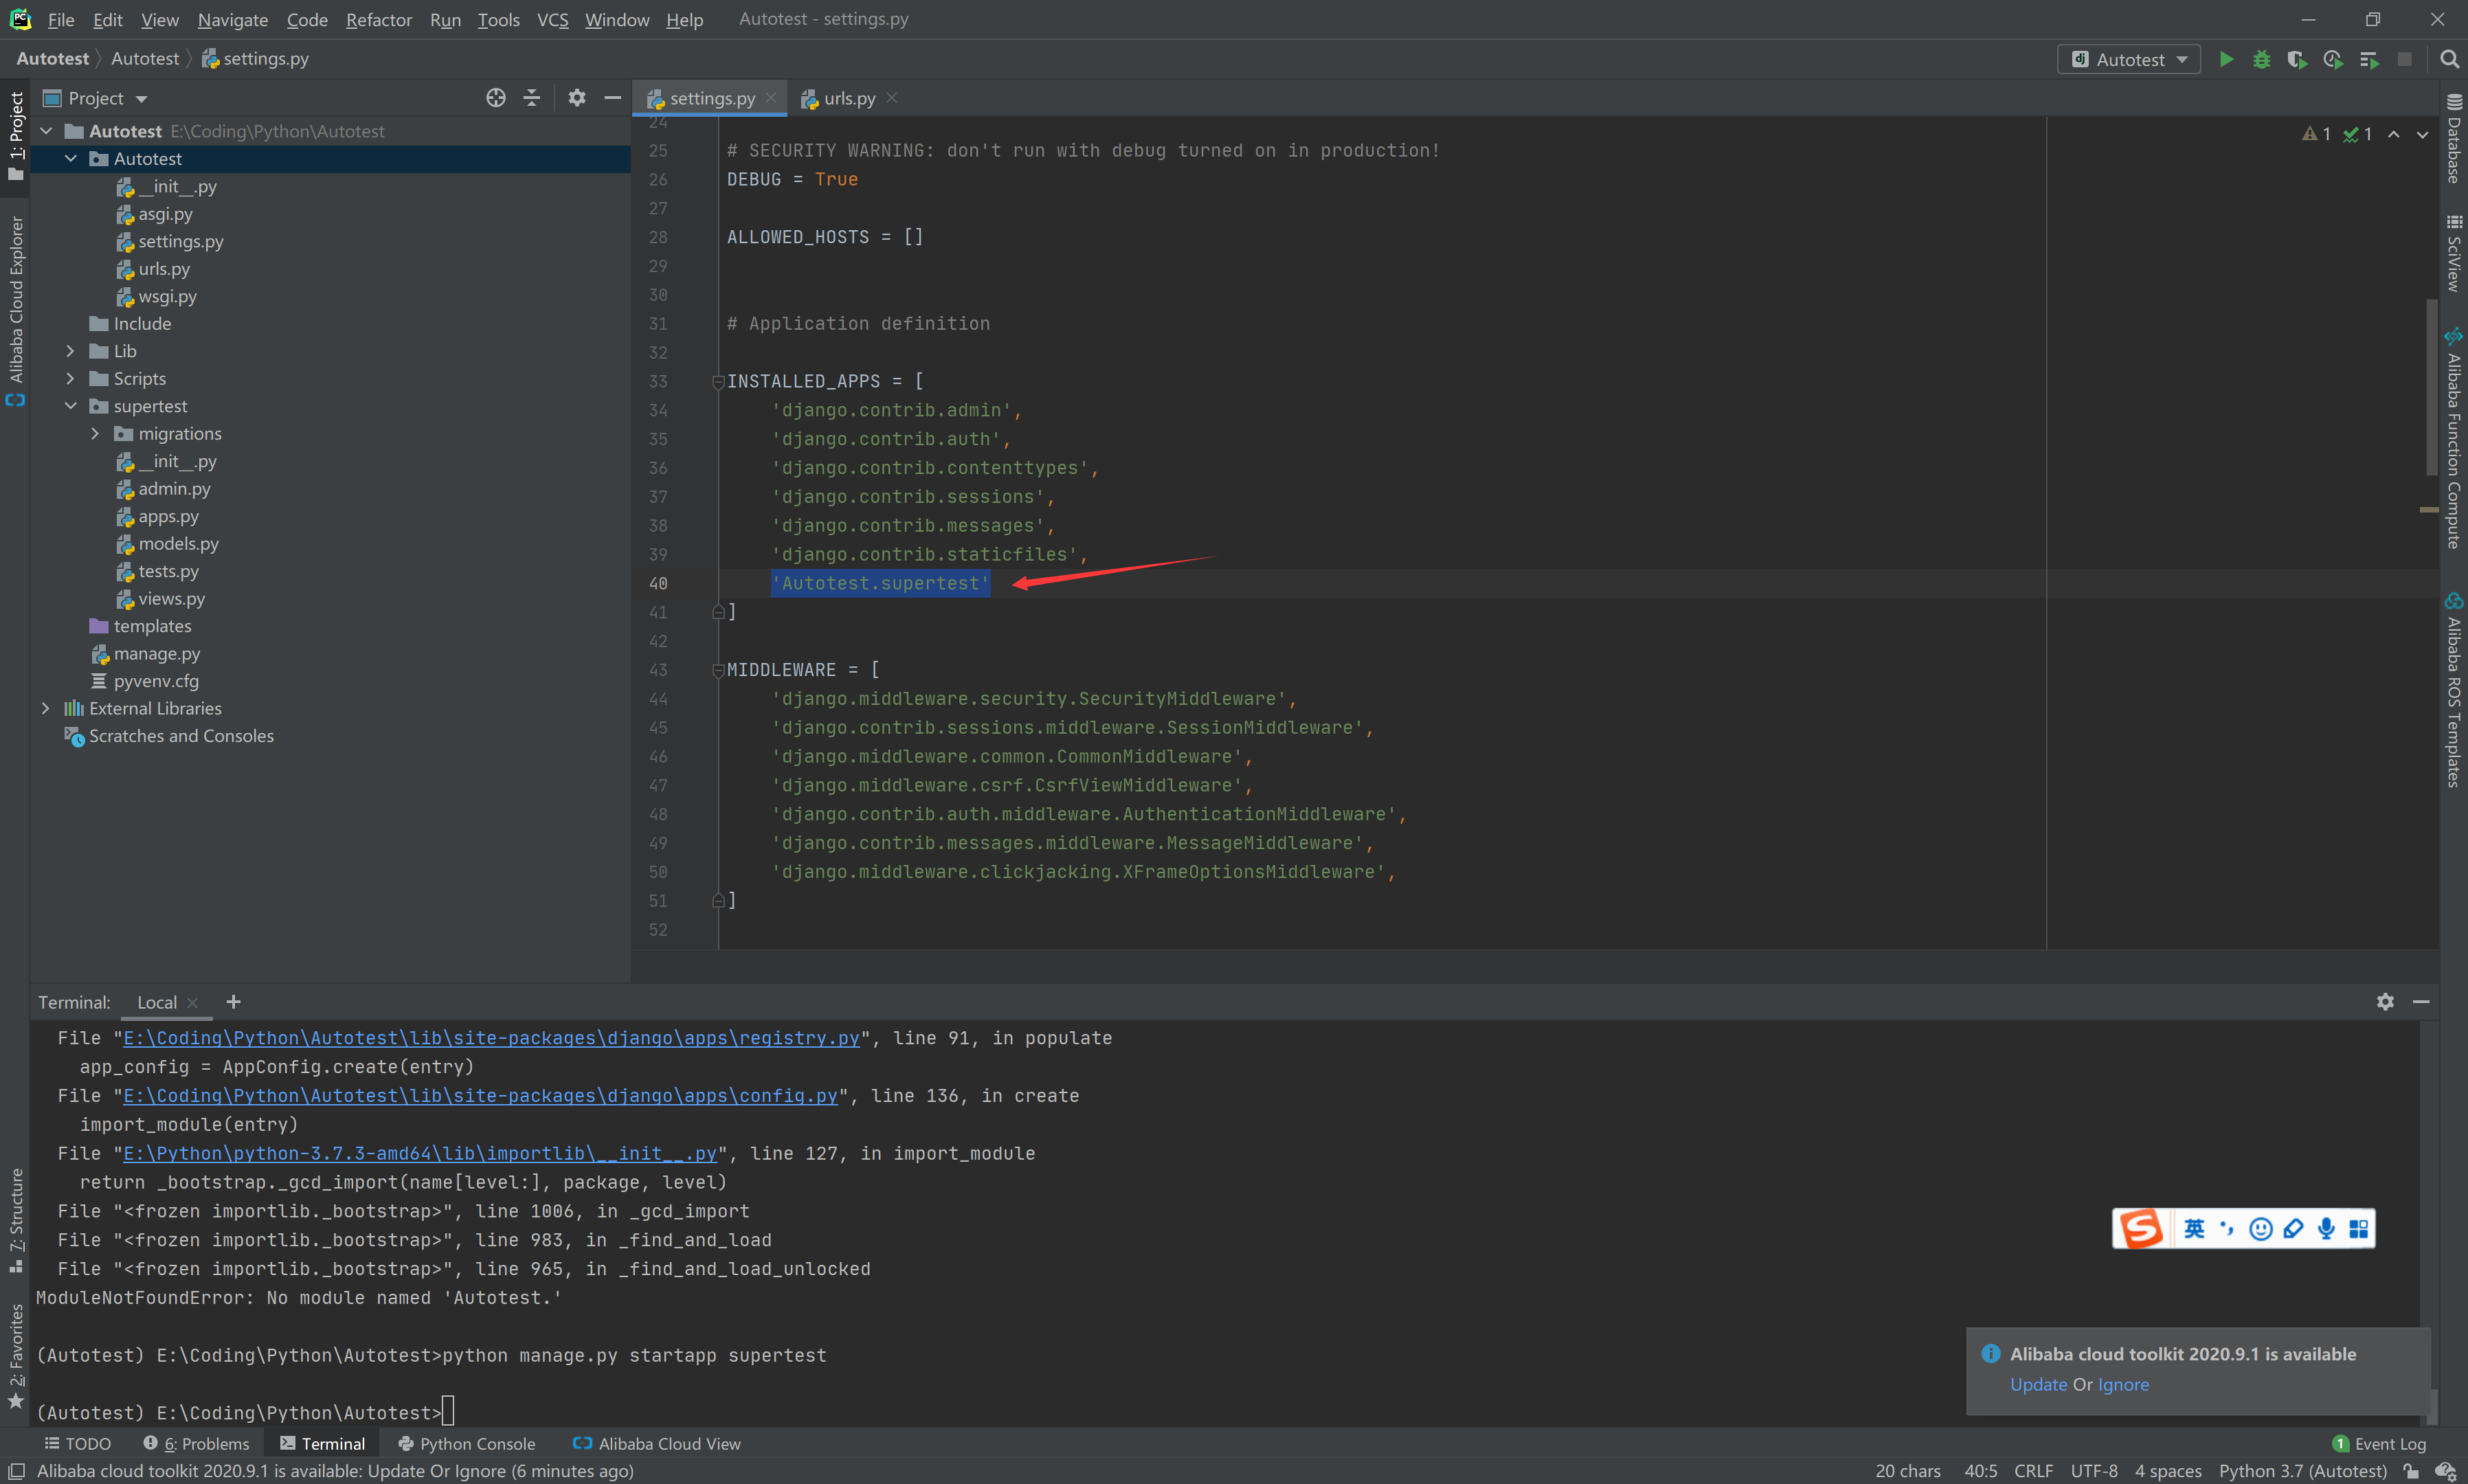 File Edit View Navigate Code Refactor Run Tools VCS Window Help Autotest - settings.py
Autotest Autotest settings.py Autotest
Project
settings.py urls.py
1: Project
Alibaba Cloud Explorer
7: Structure
2: Favorites
Autotest E:\Coding\Python\Autotest
Autotest
__init__.py
asgi.py
settings.py
urls.py
wsgi.py
Include
Lib
Scripts
supertest
migrations
__init__.py
admin.py
apps.py
models.py
tests.py
views.py
templates
manage.py
pyvenv.cfg
External Libraries
Scratches and Consoles
1 1
24
25 # SECURITY WARNING: don't run with debug turned on in production!
26 DEBUG = True
27
28 ALLOWED_HOSTS = []
29
30
31 # Application definition
32
33 INSTALLED_APPS = [
34 'django.contrib.admin',
35 'django.contrib.auth',
36 'django.contrib.contenttypes',
37 'django.contrib.sessions',
38 'django.contrib.messages',
39 'django.contrib.staticfiles',
40 'Autotest.supertest'
41 ]
42
43 MIDDLEWARE = [
44 'django.middleware.security.SecurityMiddleware',
45 'django.contrib.sessions.middleware.SessionMiddleware',
46 'django.middleware.common.CommonMiddleware',
47 'django.middleware.csrf.CsrfViewMiddleware',
48 'django.contrib.auth.middleware.AuthenticationMiddleware',
49 'django.contrib.messages.middleware.MessageMiddleware',
50 'django.middleware.clickjacking.XFrameOptionsMiddleware',
51 ]
52
Database
SciView
Alibaba Function Compute
Alibaba ROS Templates
Terminal: Local +
File "E:\Coding\Python\Autotest\lib\site-packages\django\apps\registry.py", line 91, in populate
app_config = AppConfig.create(entry)
File "E:\Coding\Python\Autotest\lib\site-packages\django\apps\config.py", line 136, in create
import_module(entry)
File "E:\Python\python-3.7.3-amd64\lib\importlib\__init__.py", line 127, in import_module
return _bootstrap._gcd_import(name[level:], package, level)
File "<frozen importlib._bootstrap>", line 1006, in _gcd_import
File "<frozen importlib._bootstrap>", line 983, in _find_and_load
File "<frozen importlib._bootstrap>", line 965, in _find_and_load_unlocked
ModuleNotFoundError: No module named 'Autotest.'
(Autotest) E:\Coding\Python\Autotest>python manage.py startapp supertest
(Autotest) E:\Coding\Python\Autotest>
英
Alibaba cloud toolkit 2020.9.1 is available
Update Or Ignore
TODO 6: Problems Terminal Python Console Alibaba Cloud View 1 Event Log
Alibaba cloud toolkit 2020.9.1 is available: Update Or Ignore (6 minutes ago) 20 chars 40:5 CRLF UTF-8 4 spaces Python 3.7 (Autotest)